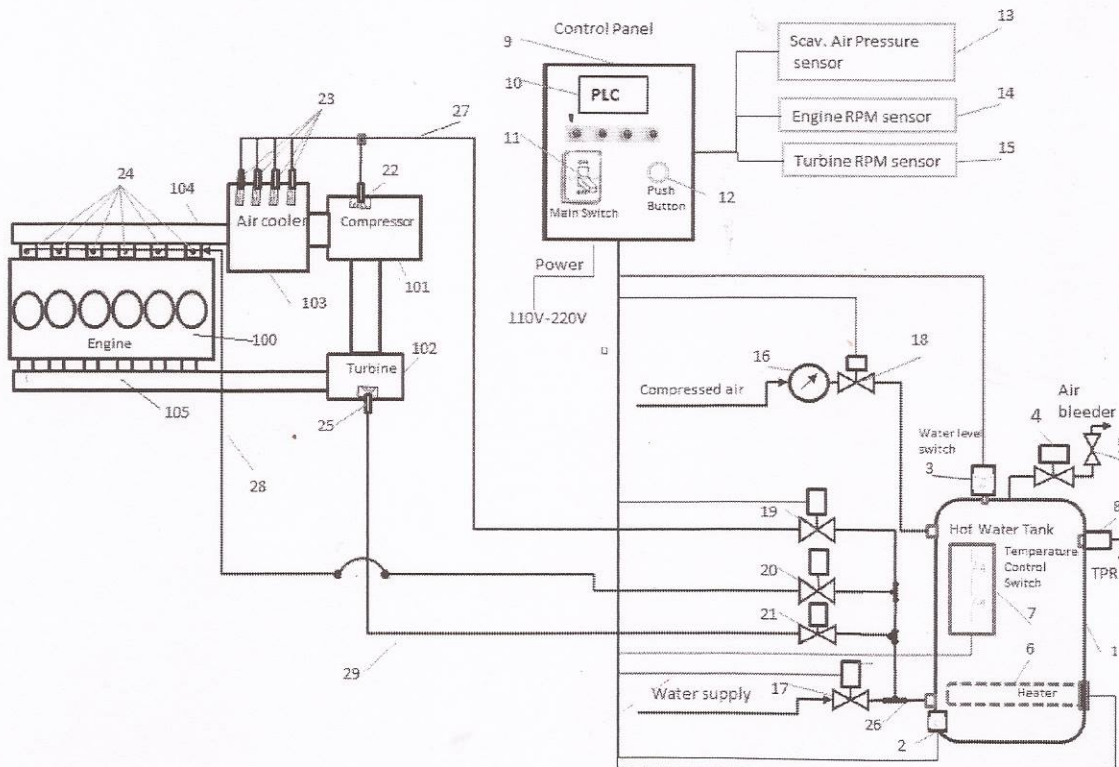 13
Control Panel
9
Scav. Air Pressure
sensor
10
PLC
14
Engine RPM sensor
23
27
11
15
Turbine RPM sensor
22
24
104
12
Push
Button
Main Switch
Air cooler
Compressor
Power
101
103
100
110V-220V
Engine
102
18
16
Turbine
Compressed air
4
Air
bleeder
105
25
Water level
switch
3
28
8
19
Hot Water Tank
Temperature
Control
Switch
20
TPR
21
7
1
29
6
17
Water supply
Heater
26
2